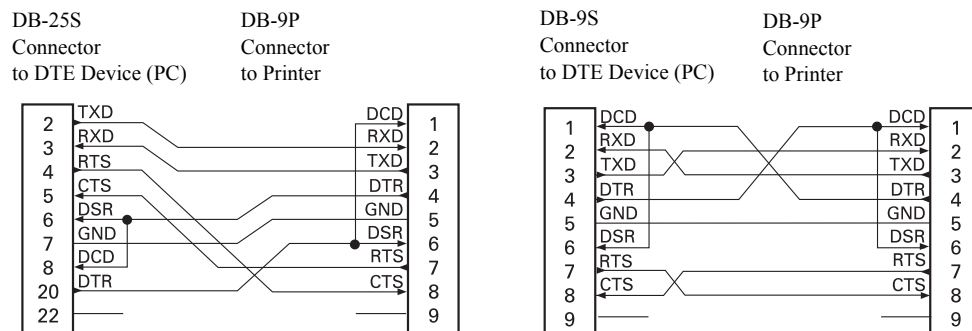 DB-25S
Connector
to DTE Device (PC)
DB-9P
Connector
to Printer
2 TXD DCD 1
3 RXD RXD 2
4 RTS TXD 3
5 CTS DTR 4
6 DSR GND 5
7 GND DSR 6
8 DCD RTS 7
20 DTR CTS 8
22 9
DB-9S
Connector
to DTE Device (PC)
DB-9P
Connector
to Printer
1 DCD DCD 1
2 RXD RXD 2
3 TXD TXD 3
4 DTR DTR 4
5 GND GND 5
6 DSR DSR 6
7 RTS RTS 7
8 CTS CTS 8
9 9